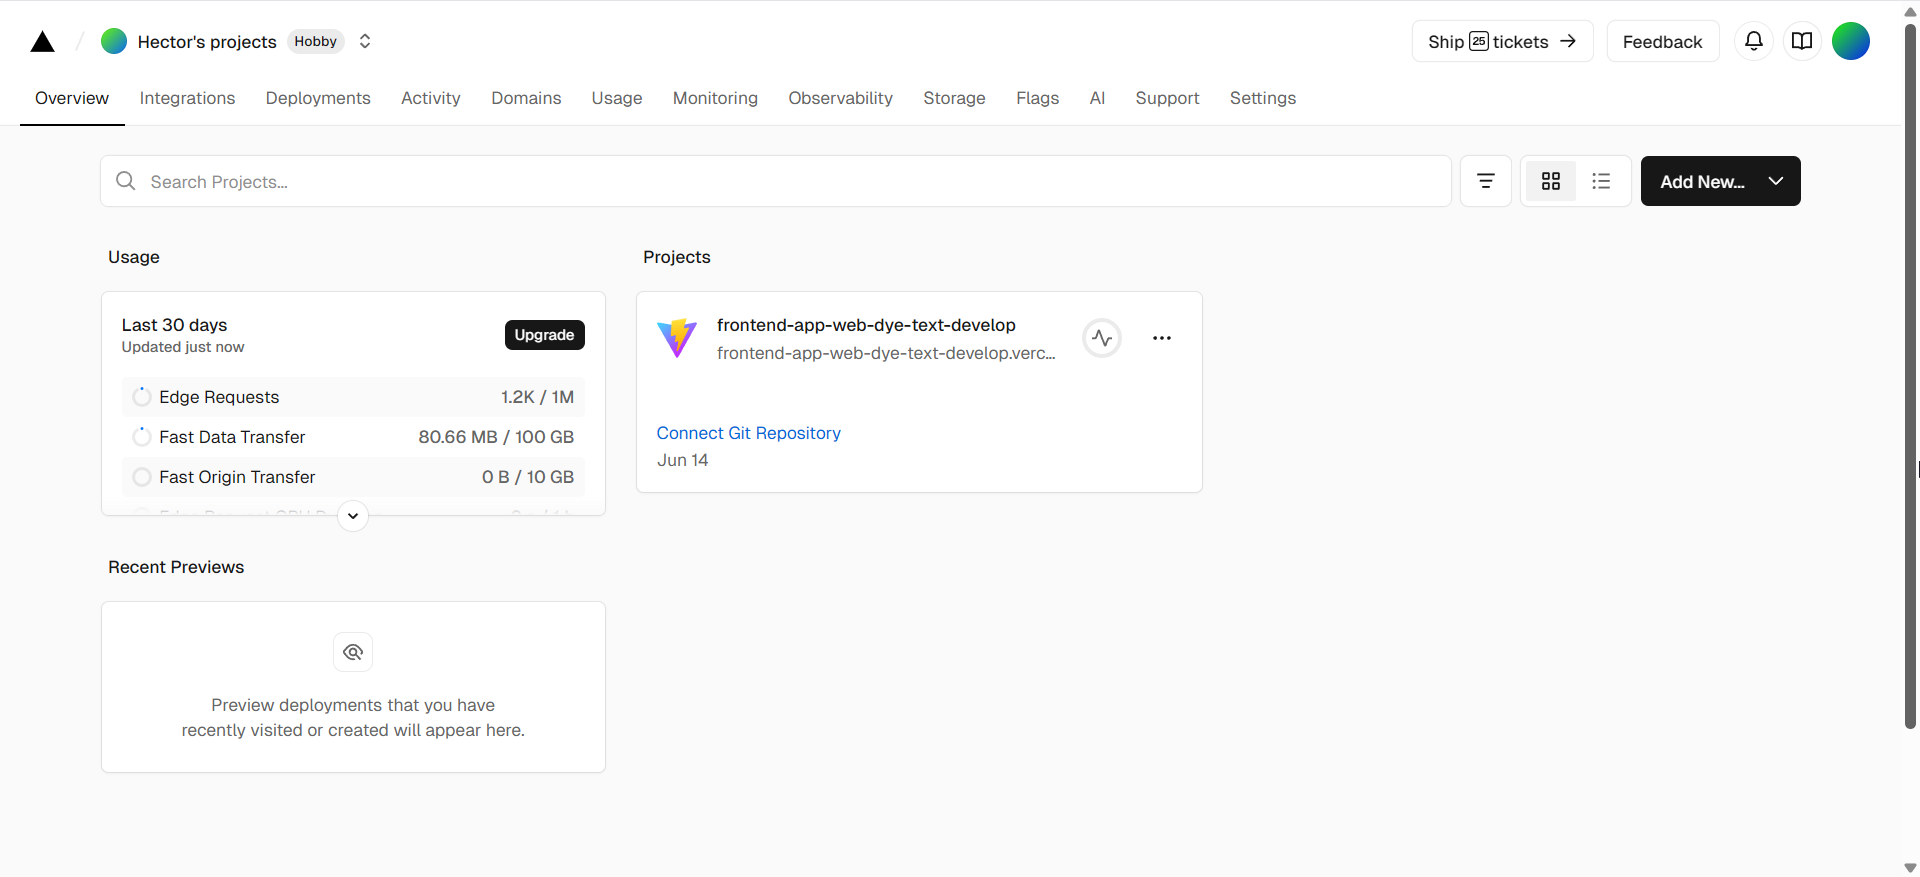 Hector's projects Hobby
Ship 25 tickets → Feedback
Overview Integrations Deployments Activity Domains Usage Monitoring Observability Storage Flags AI Support Settings
Search Projects...
Add New...
Usage
Last 30 days
Updated just now
Upgrade
Edge Requests 1.2K / 1M
Fast Data Transfer 80.66 MB / 100 GB
Fast Origin Transfer 0 B / 10 GB
Recent Previews
Preview deployments that you have
recently visited or created will appear here.
Projects
frontend-app-web-dye-text-develop
frontend-app-web-dye-text-develop.verc...
Connect Git Repository
Jun 14